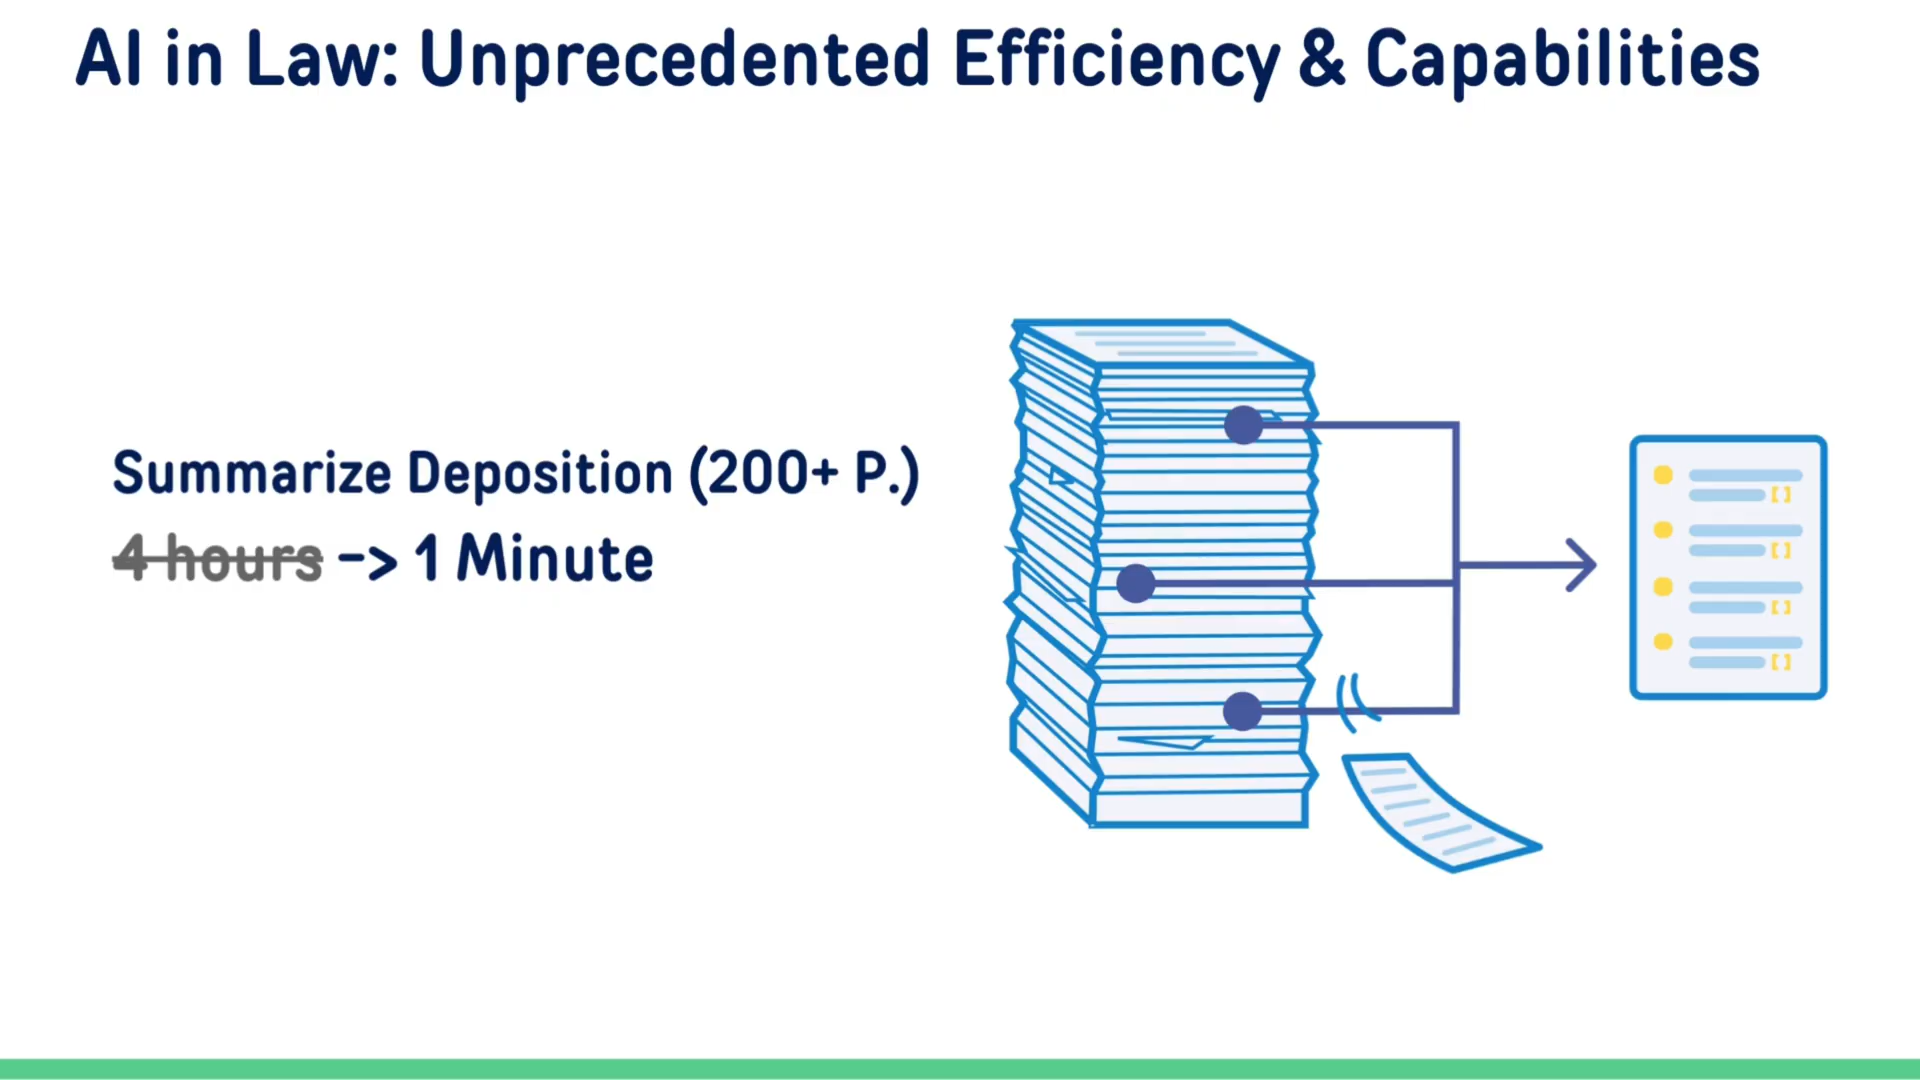 AI in Law: Unprecedented Efficiency & Capabilities
Summarize Deposition (200+ P.)
4 hours -> 1 Minute